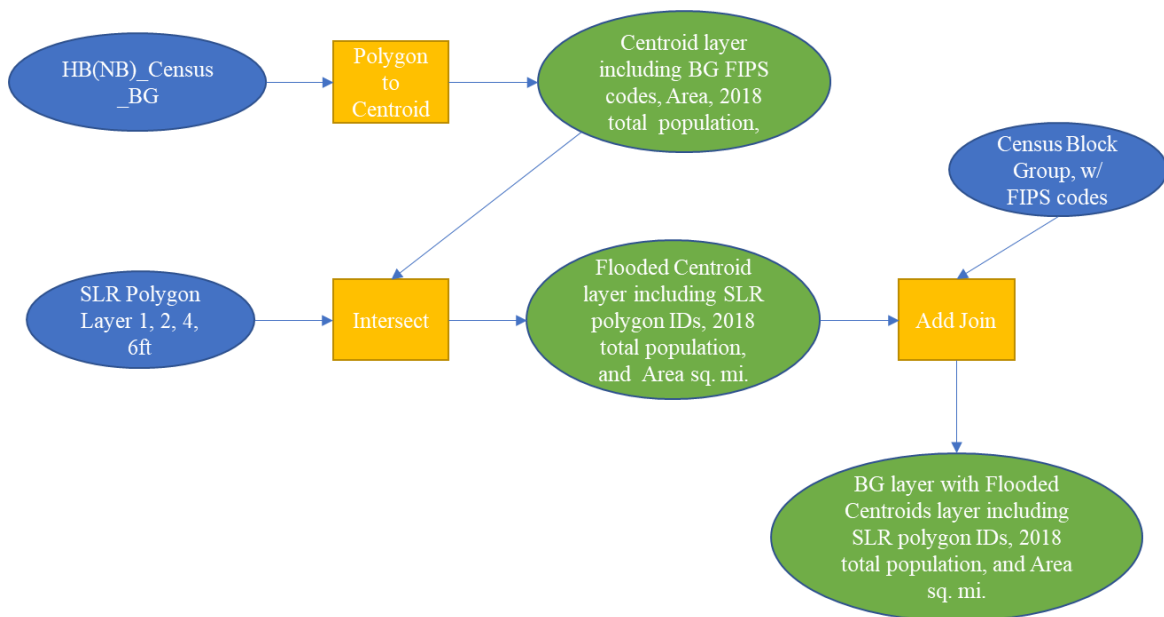 HB(NB)_Census
_BG
Polygon
to
Centroid
Centroid layer
including BG FIPS
codes, Area, 2018
total population,
Census Block
Group, w/
FIPS codes
SLR Polygon
Layer 1, 2, 4,
6ft
Intersect
Flooded Centroid
layer including SLR
polygon IDs, 2018
total population,
and Area sq. mi.
Add Join
BG layer with Flooded
Centroids layer including
SLR polygon IDs, 2018
total population, and Area
sq. mi.